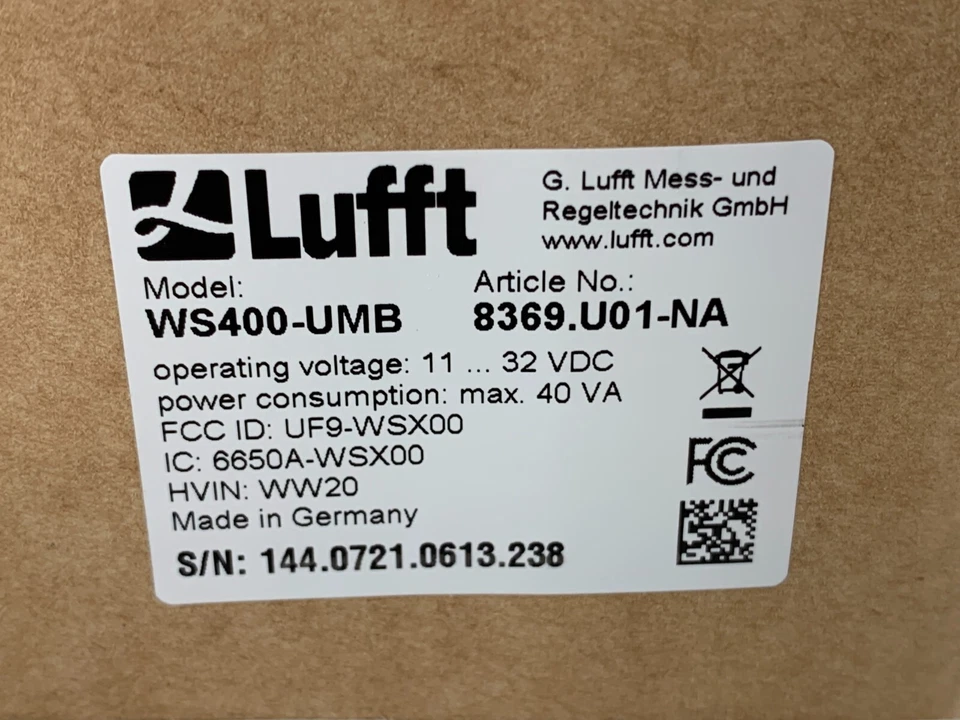 Lufft
G. Lufft Mess- und
Regeltechnik GmbH
www.lufft.com
Model:
WS400-UMB
Article No.:
8369.U01-NA
operating voltage: 11 ... 32 VDC
power consumption: max. 40 VA
FCC ID: UF9-WSX00
IC: 6650A-WSX00
HVIN: WW20
Made in Germany
S/N: 144.0721.0613.238
FC